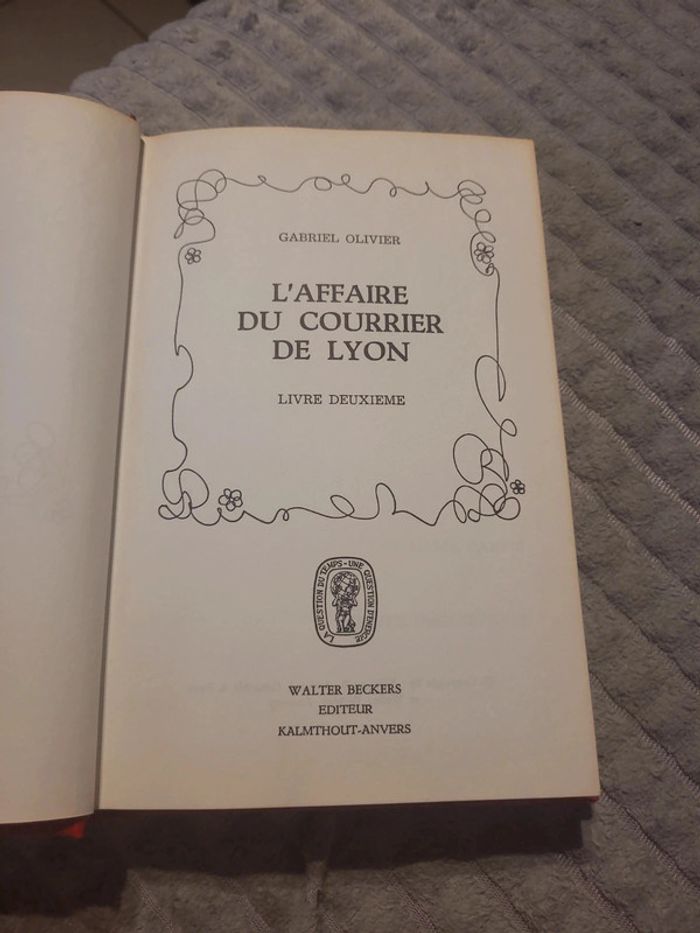 GABRIEL OLIVIER
L'AFFAIRE
DU COURRIER
DE LYON
LIVRE DEUXIEME
LA QUESTION DU TEMPS-UNE QUESTION D'ENERGIE
WALTER BECKERS
EDITEUR
KALMTHOUT-ANVERS